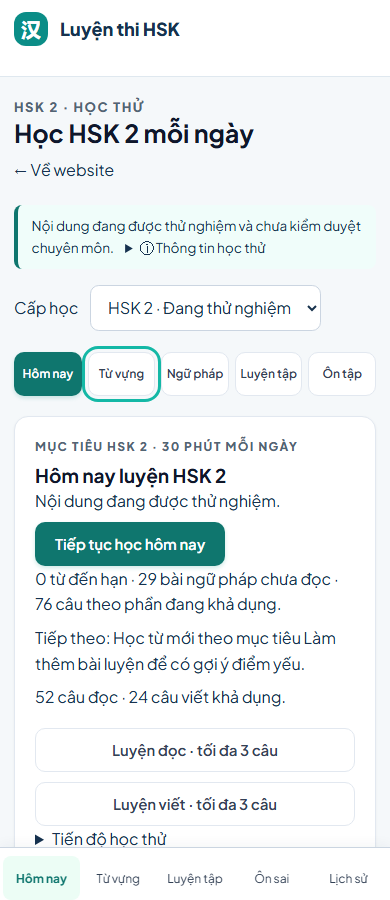 汉 Luyện thi HSK
HSK 2 · HỌC THỬ
Học HSK 2 mỗi ngày
← Về website
Nội dung đang được thử nghiệm và chưa kiểm duyệt
chuyên môn. ▶ ⓘ Thông tin học thử
Cấp học HSK 2 · Đang thử nghiệm
Hôm nay Từ vựng Ngữ pháp Luyện tập Ôn tập
MỤC TIÊU HSK 2 · 30 PHÚT MỖI NGÀY
Hôm nay luyện HSK 2
Nội dung đang được thử nghiệm.
Tiếp tục học hôm nay
0 từ đến hạn · 29 bài ngữ pháp chưa đọc ·
76 câu theo phần đang khả dụng.
Tiếp theo: Học từ mới theo mục tiêu Làm
thêm bài luyện để có gợi ý điểm yếu.
52 câu đọc · 24 câu viết khả dụng.
Luyện đọc · tối đa 3 câu
Luyện viết · tối đa 3 câu
▶ Tiến độ học thử
Hôm nay Từ vựng Luyện tập Ôn sai Lịch sử